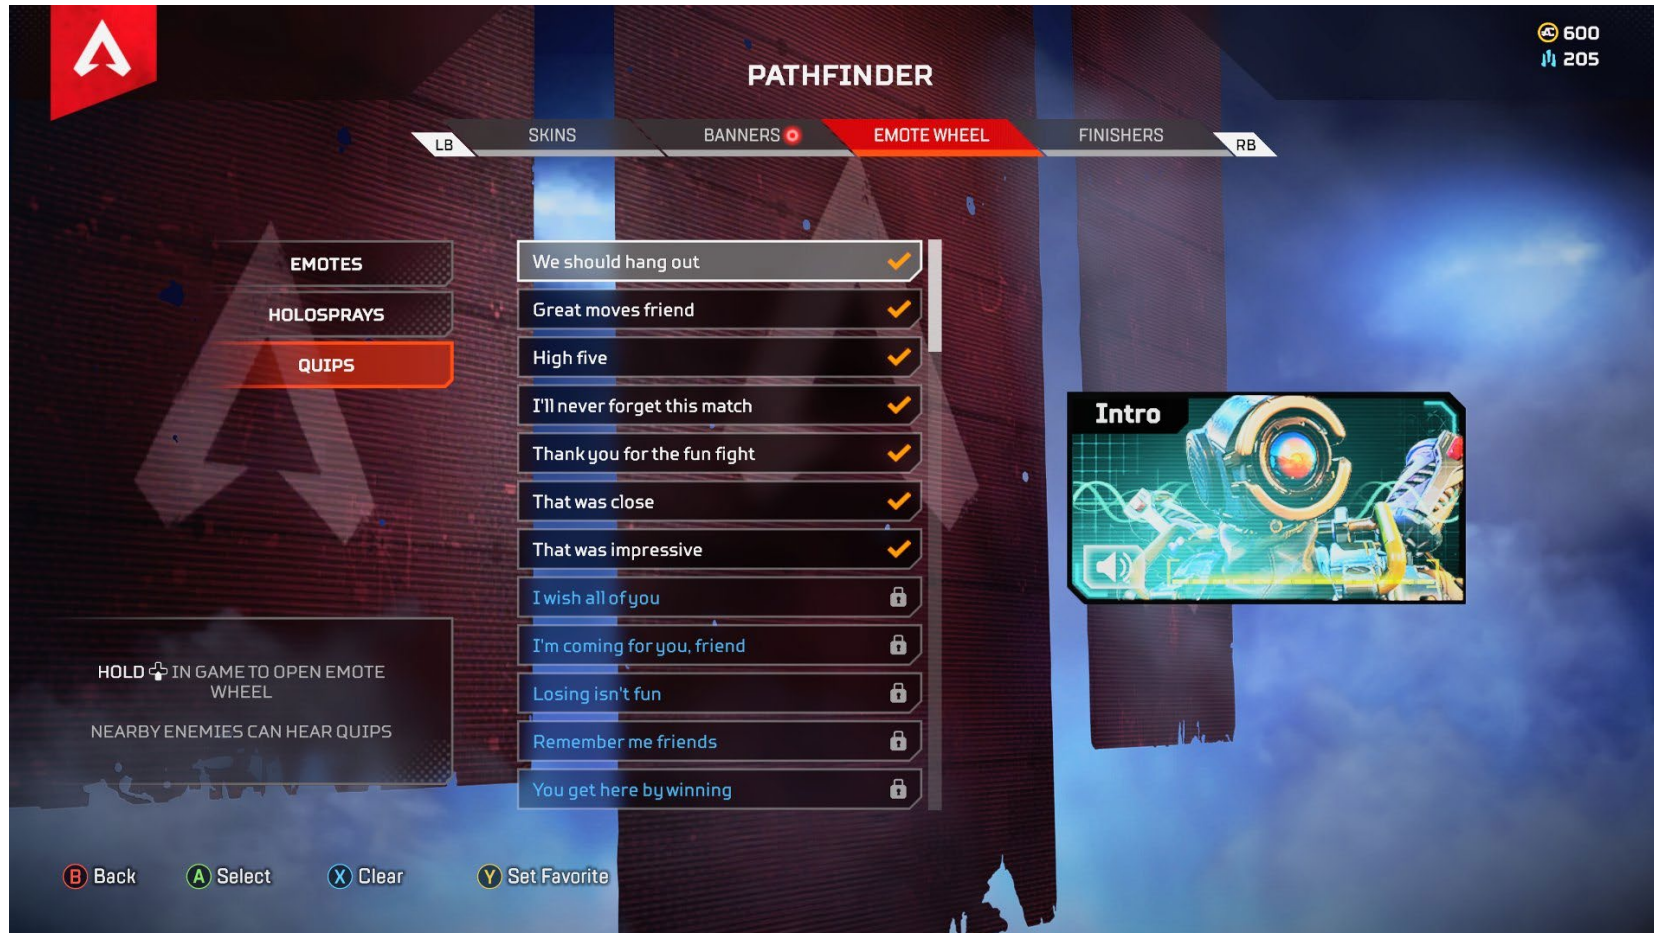 600
205
PATHFINDER
LB
SKINS
BANNERS
EMOTE WHEEL
FINISHERS
RB
EMOTES
HOLOSPRAYS
QUIPS
We should hang out
Great moves friend
High five
I'll never forget this match
Thank you for the fun fight
That was close
That was impressive
I wish all of you
I'm coming for you, friend
Losing isn't fun
Remember me friends
You get here by winning
Intro
HOLD IN GAME TO OPEN EMOTE
WHEEL
NEARBY ENEMIES CAN HEAR QUIPS
B Back
A Select
X Clear
Y Set Favorite